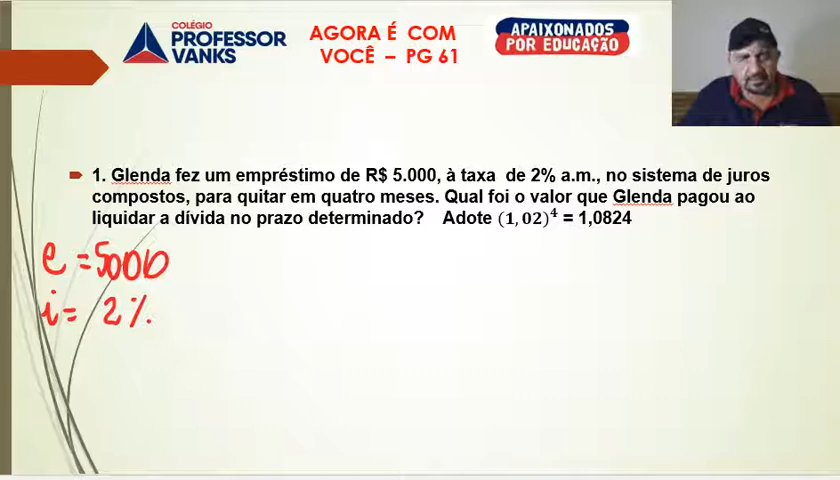 COLÉGIO
PROFESSOR
VANKS
AGORA É COM
VOCÊ – PG 61
APAIXONADOS
POR EDUCAÇÃO
1. Glenda fez um empréstimo de R$ 5.000, à taxa de 2% a.m., no sistema de juros
compostos, para quitar em quatro meses. Qual foi o valor que Glenda pagou ao
liquidar a dívida no prazo determinado? Adote (1,02)⁴ = 1,0824
C = 5000
i = 2%